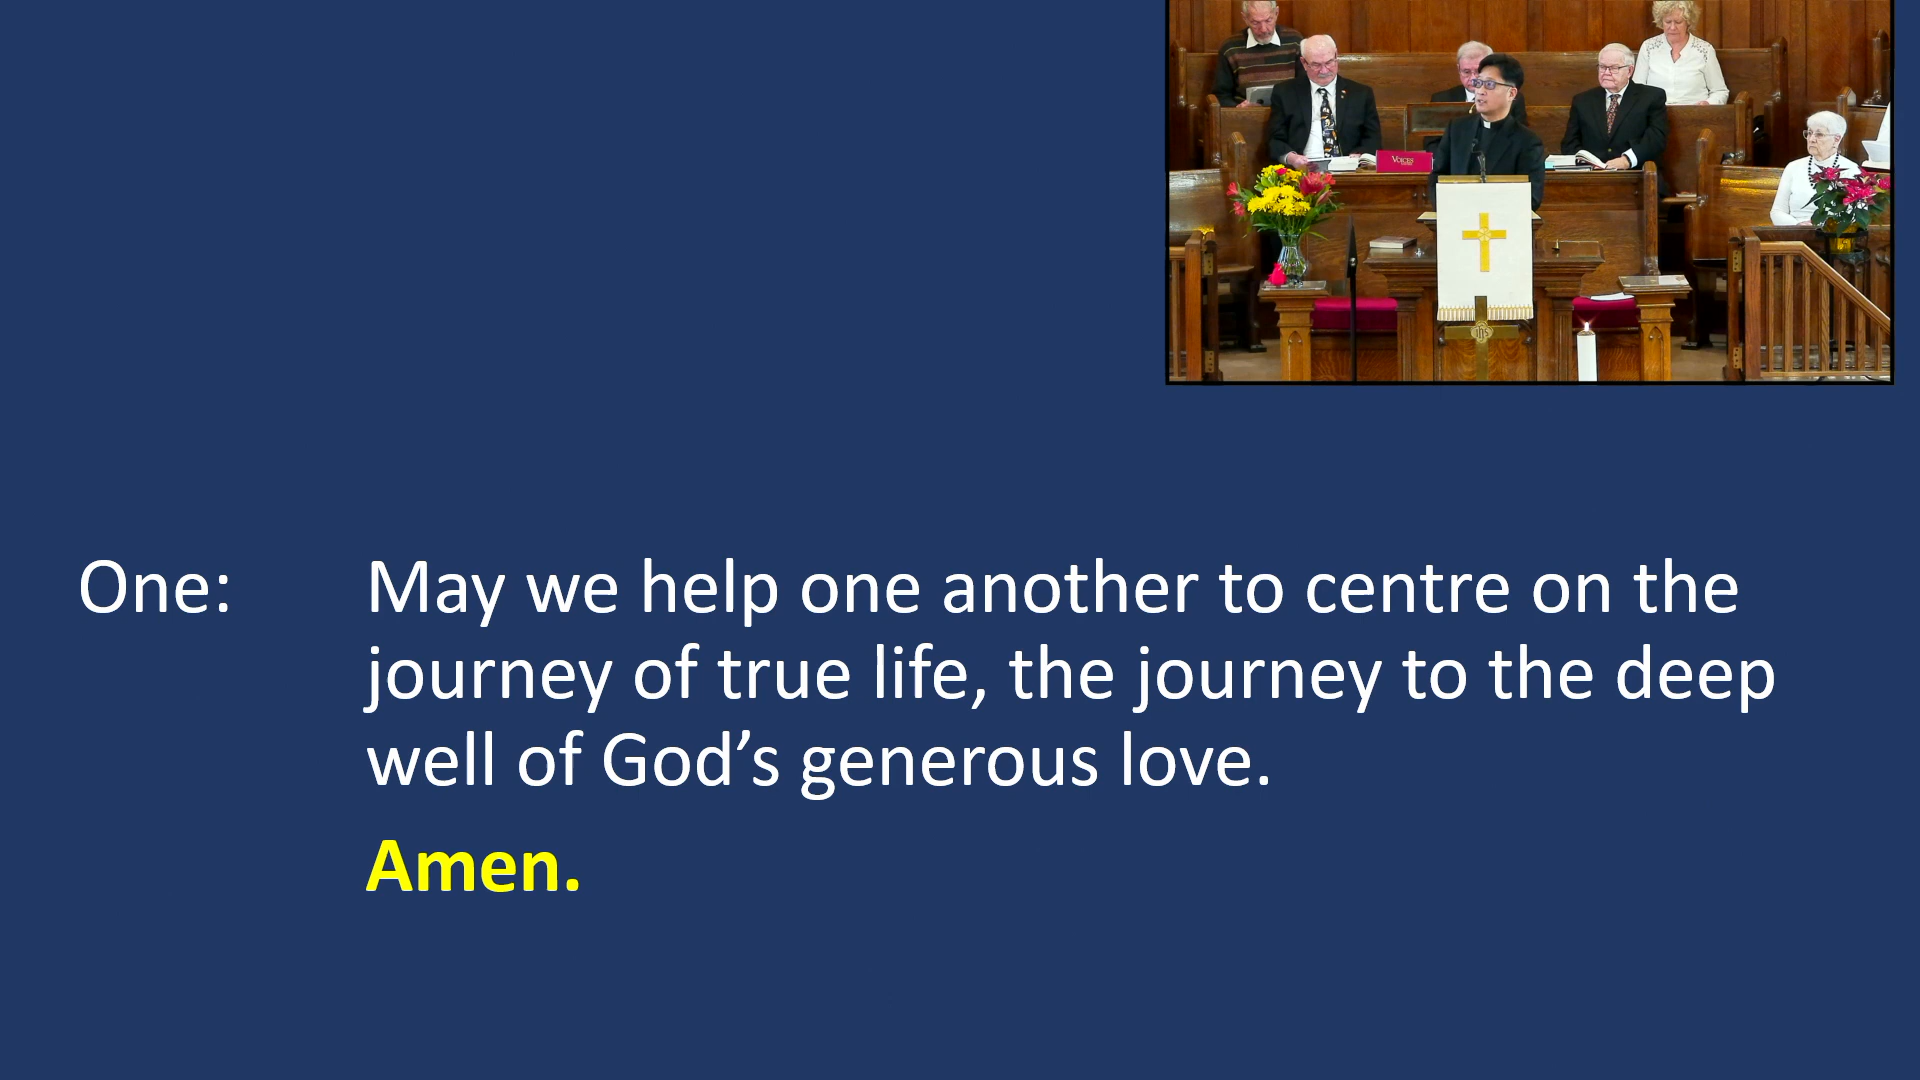 VOICES
One: May we help one another to centre on the
journey of true life, the journey to the deep
well of God’s generous love.
Amen.